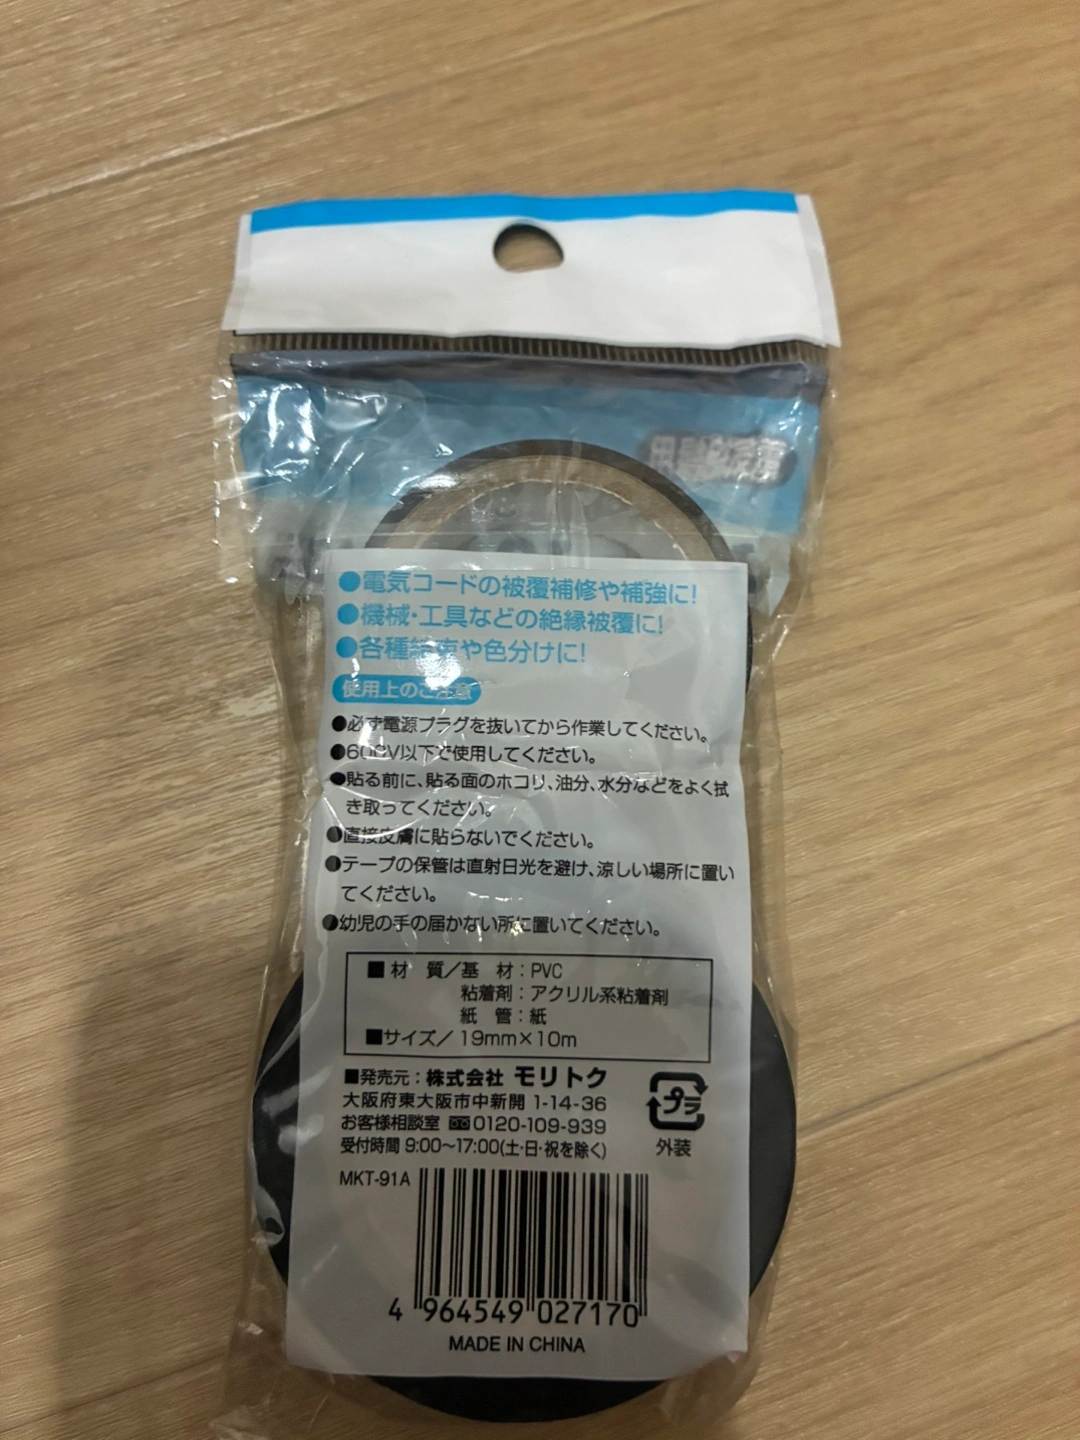 ●電気コードの被覆補修や補強に!
●機械・工具などの絶縁被覆に!
●各種結束や色分けに!
使用上のご注意
●必ず電源プラグを抜いてから作業してください。
●600V以下で使用してください。
●貼る前に、貼る面のホコリ、油分、水分などをよく拭
き取ってください。
●直接皮膚に貼らないでください。
●テープの保管は直射日光を避け、涼しい場所に置い
てください。
●幼児の手の届かない所に置いてください。
■材 質/基 材:PVC
粘着剤:アクリル系粘着剤
紙 管:紙
■サイズ/19mm×10m
■発売元:株式会社 モリトク
大阪府東大阪市中新開 1-14-36
お客様相談室 0120-109-939
受付時間 9:00〜17:00(土・日・祝を除く)
プラ
外装
MKT-91A
4 964549 027170
MADE IN CHINA